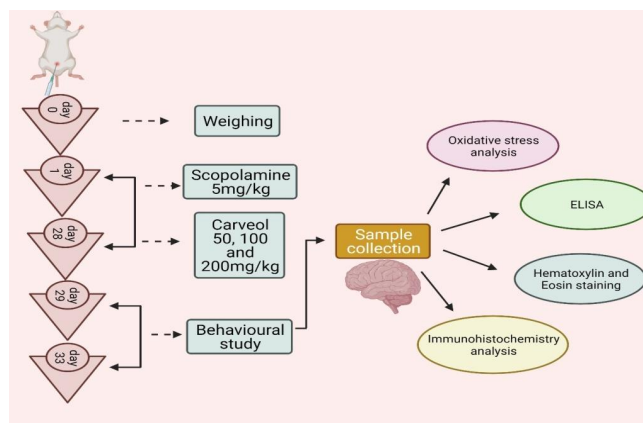 day
0
Weighing
day
1
Scopolamine
5mg/kg
day
28
Carveol
50, 100
and
200mg/kg
day
29
Behavioural
study
day
33
Sample
collection
Oxidative stress
analysis
ELISA
Hematoxylin and
Eosin staining
Immunohistochemistry
analysis